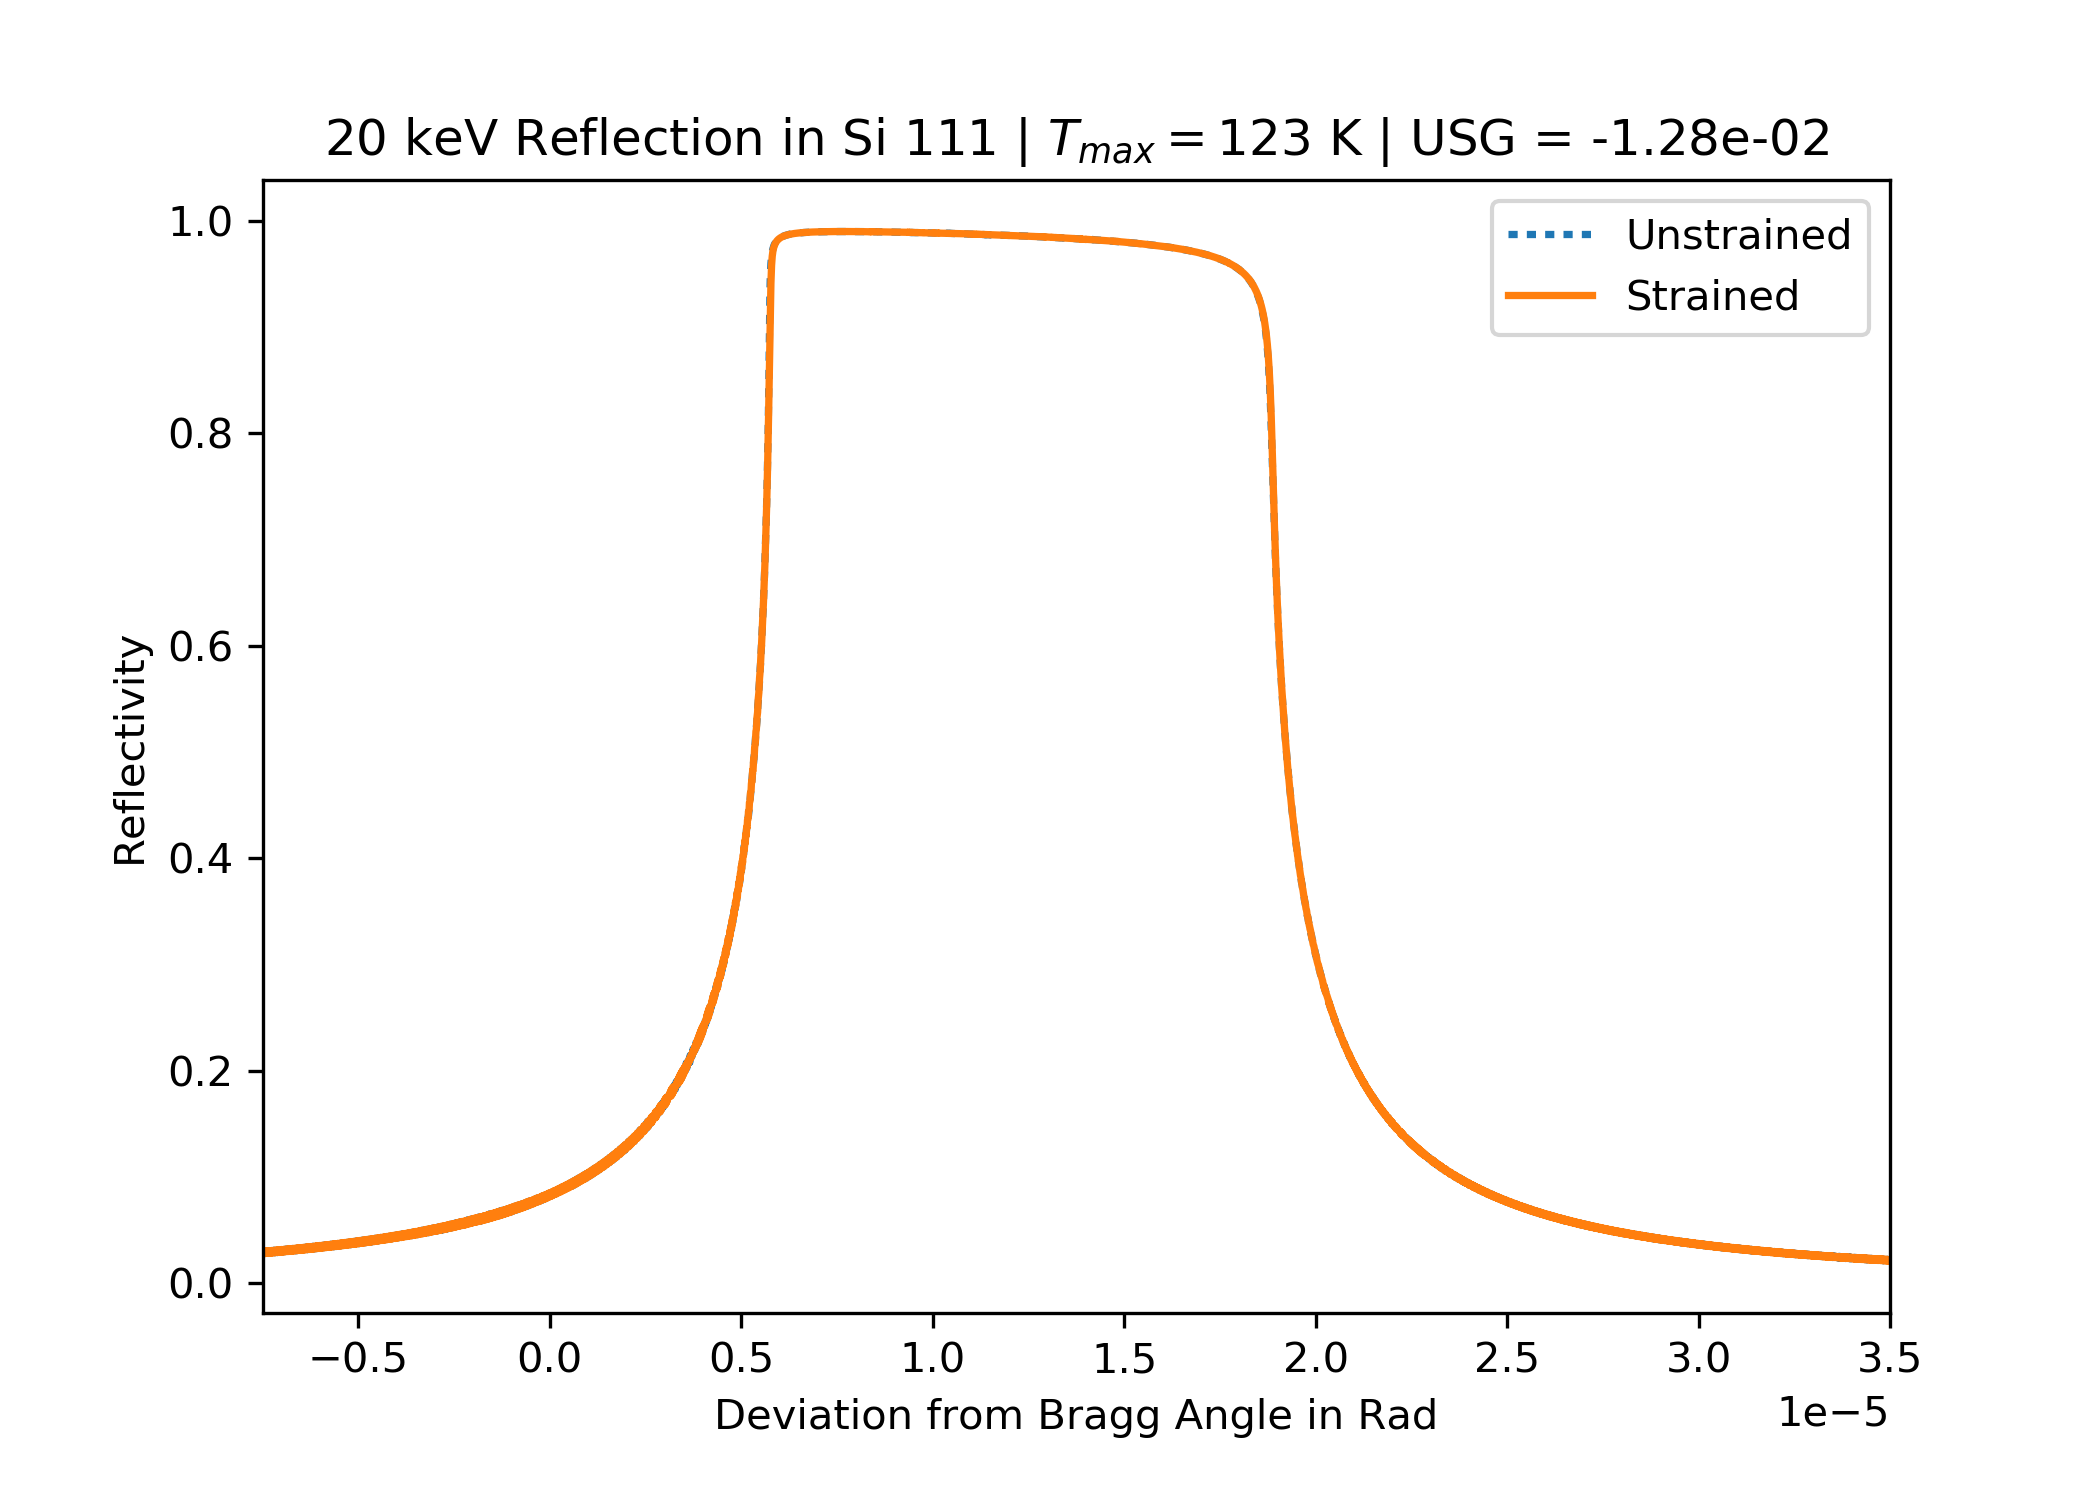 20 keV Reflection in Si 111 | Tmax = 123 K | USG = -1.28e-02
Unstrained
Strained
1.0
0.8
0.6
0.4
0.2
0.0
Reflectivity
−0.5 0.0 0.5 1.0 1.5 2.0 2.5 3.0 3.5
1e−5
Deviation from Bragg Angle in Rad